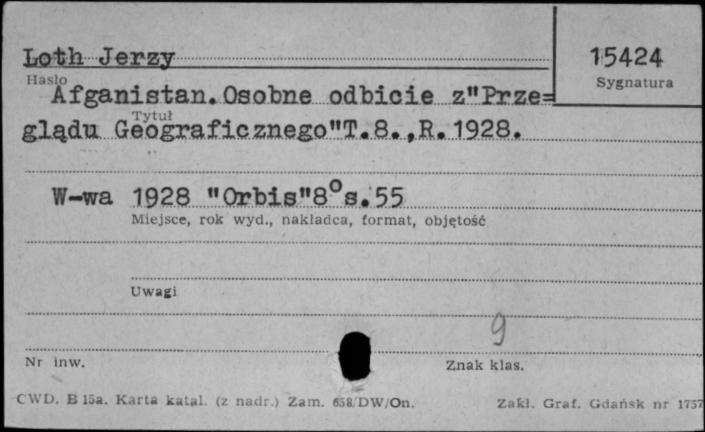 Loth Jerzy
15424
Hasło
Sygnatura
Afganistan.Osobne odbicie z"Prze=
Tytuł
glądu Geograficznego"T.8.,R.1928.
W-wa 1928 "Orbis"8° s.55
Miejsce, rok wyd., nakładca, format, objętość
Uwagi
9
Nr inw.
Znak klas.
CWD. B 15a. Karta katal. (z nadr.) Zam. 658/DW/On.
Zakł. Graf. Gdańsk nr 1757